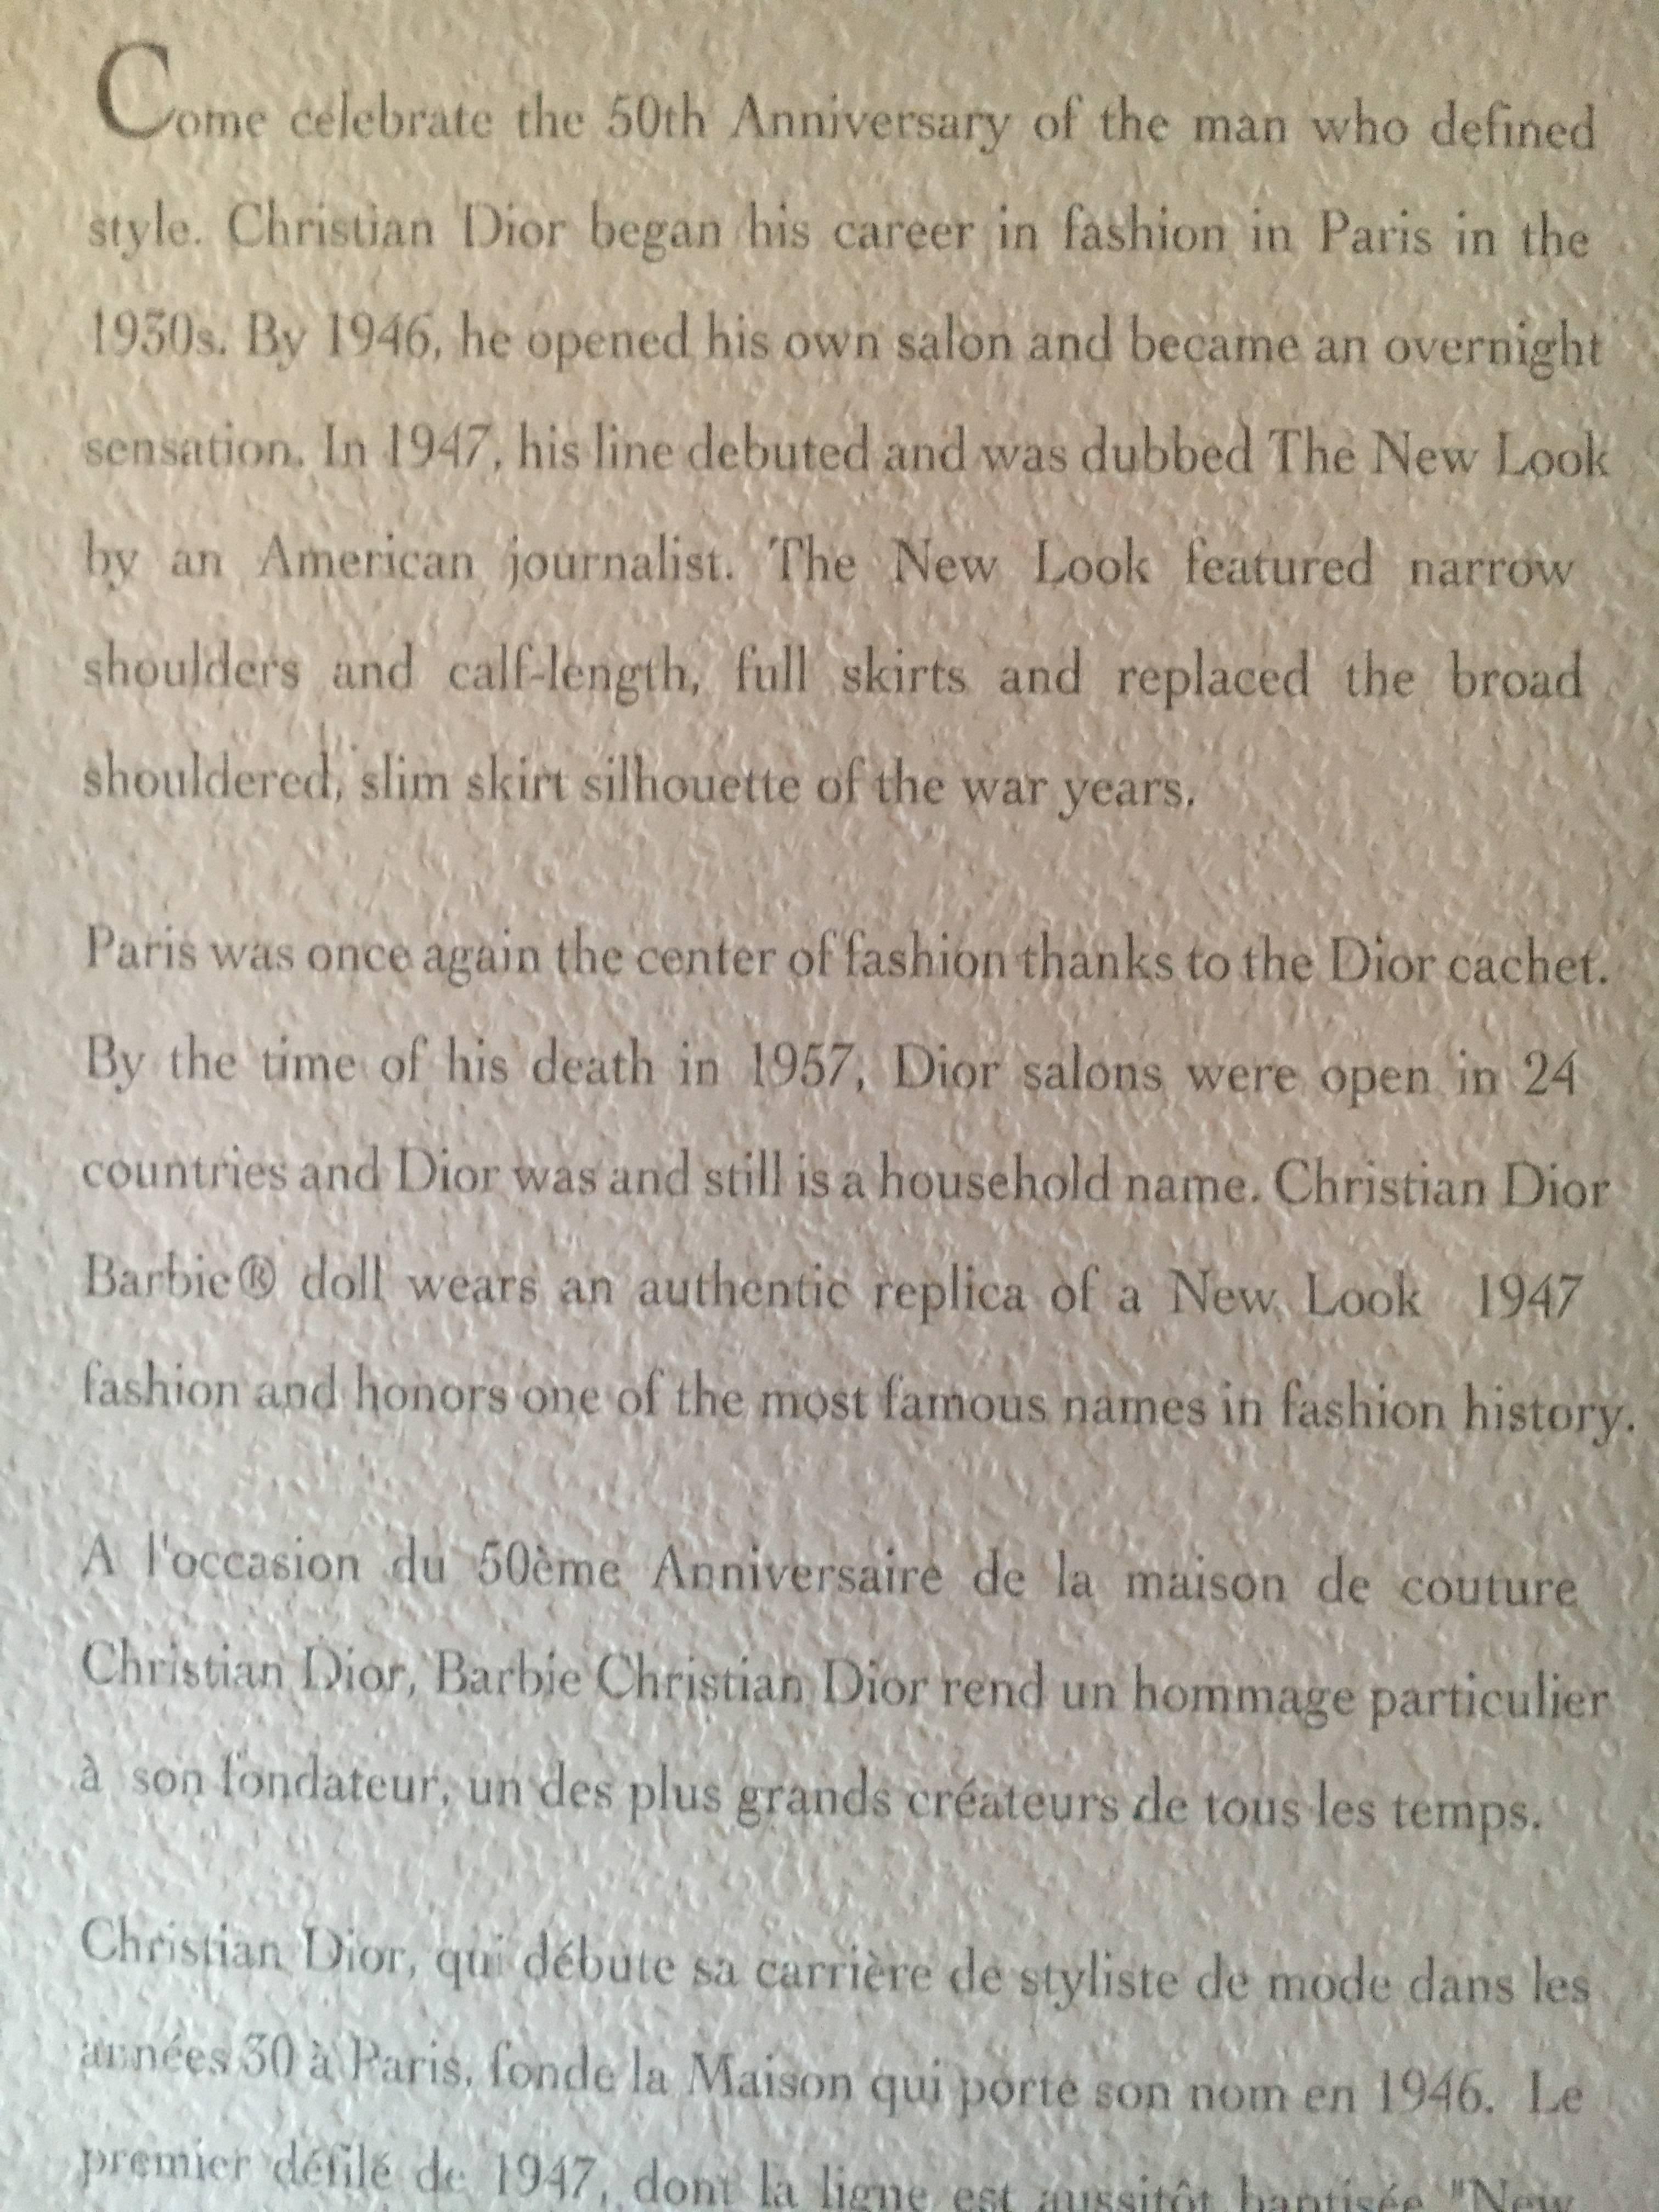 Come celebrate the 50th Anniversary of the man who defined
style. Christian Dior began his career in fashion in Paris in the
1930s. By 1946, he opened his own salon and became an overnight
sensation. In 1947, his line debuted and was dubbed The New Look
by an American journalist. The New Look featured narrow
shoulders and calf-length, full skirts and replaced the broad
shouldered, slim skirt silhouette of the war years.
Paris was once again the center of fashion thanks to the Dior cachet.
By the time of his death in 1957, Dior salons were open in 24
countries and Dior was and still is a household name. Christian Dior
Barbie® doll wears an authentic replica of a New Look 1947
fashion and honors one of the most famous names in fashion history.
A l'occasion du 50ème Anniversaire de la maison de couture
Christian Dior, Barbie Christian Dior rend un hommage particulier
à son fondateur, un des plus grands créateurs de tous les temps.
Christian Dior, qui débute sa carrière de styliste de mode dans les
années 30 à Paris, fonde la Maison qui porte son nom en 1946. Le
premier défilé de 1947, dont la ligne est aussitôt baptisée "New